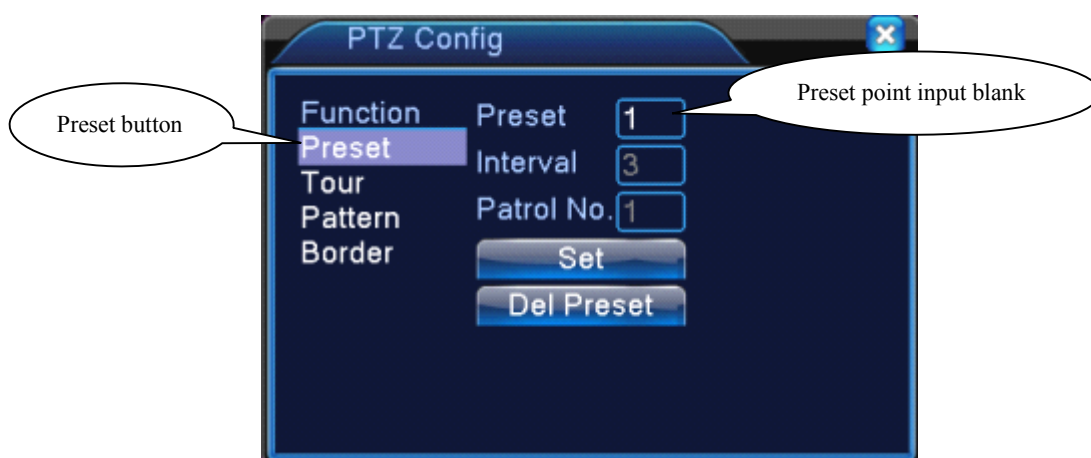 PTZ Config
Preset button
Preset point input blank
Function
Preset
Tour
Pattern
Border
Preset 1
Interval 3
Patrol No. 1
Set
Del Preset